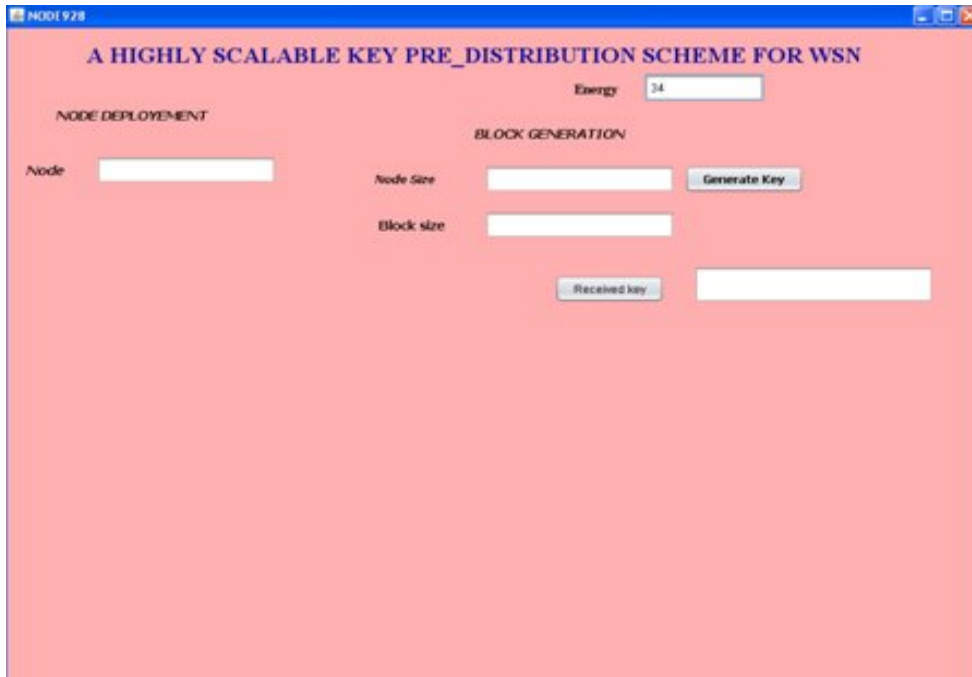 NODE928
A HIGHLY SCALABLE KEY PRE_DISTRIBUTION SCHEME FOR WSN
Energy 34
NODE DEPLOYEMENT
BLOCK GENERATION
Node
Node Size
Generate Key
Block size
Received key